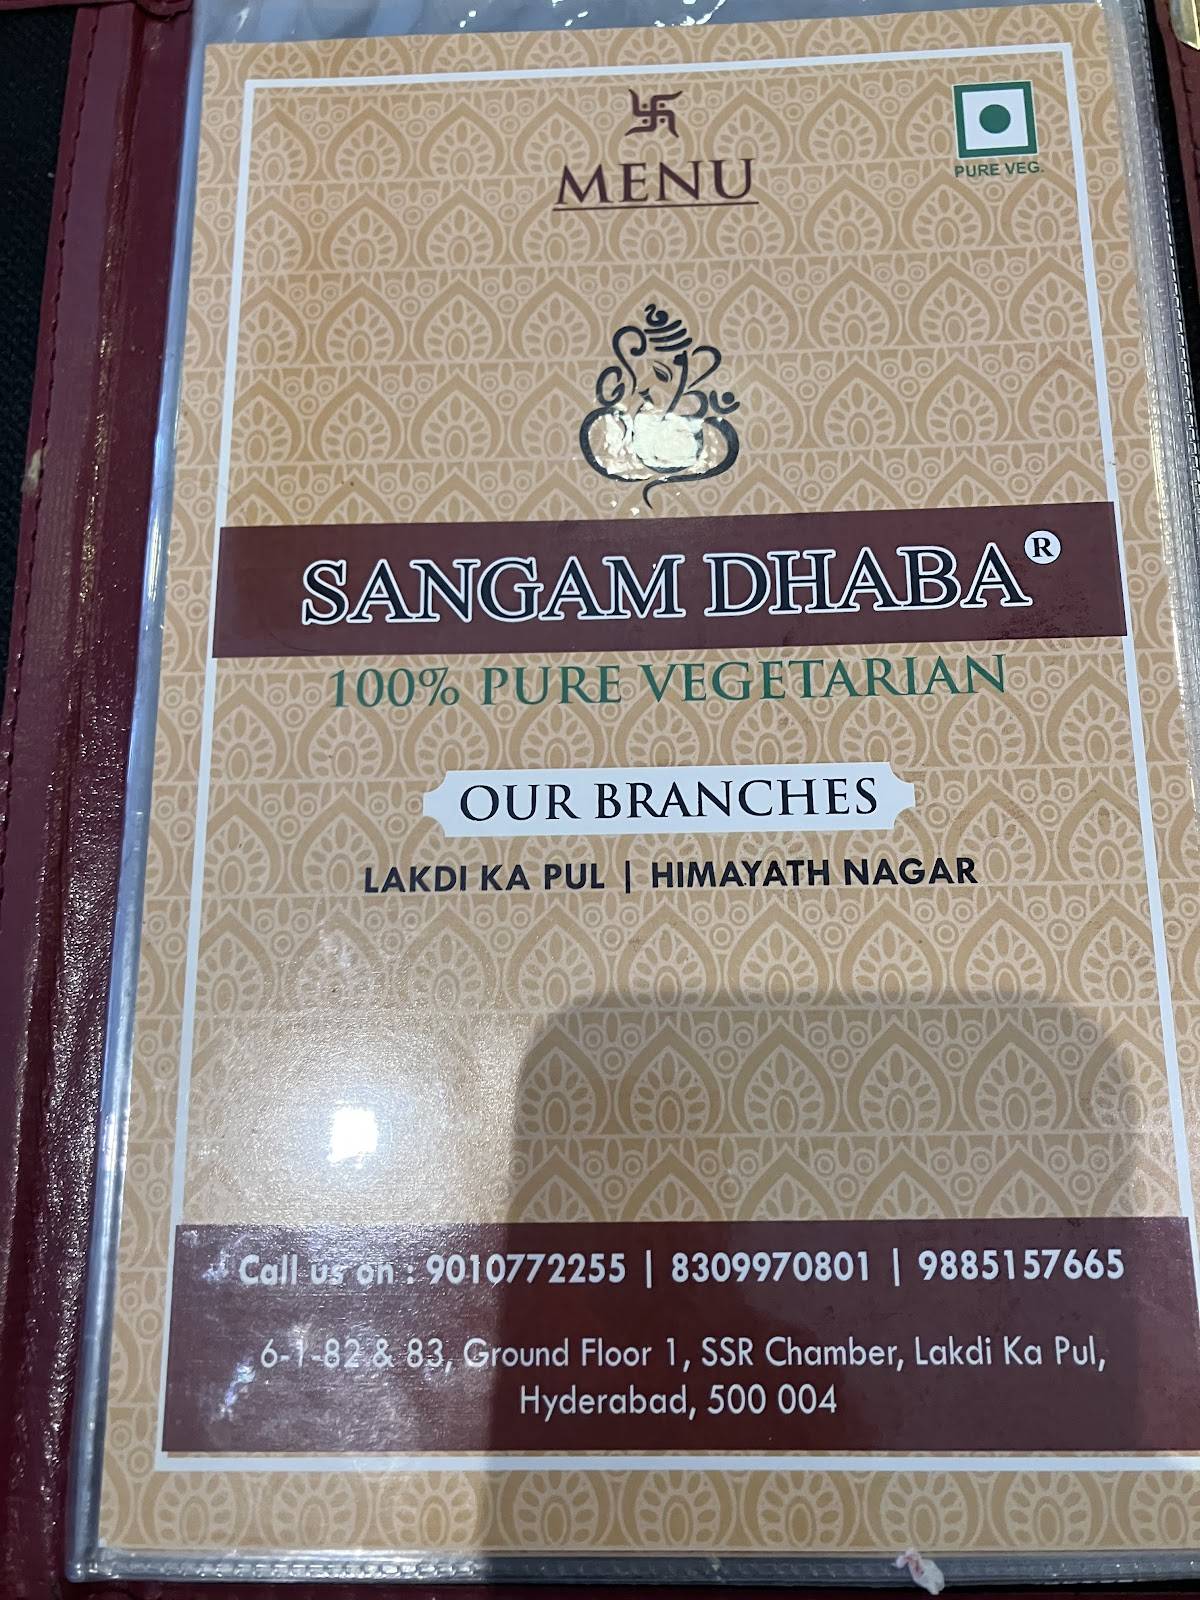 MENU
PURE VEG.
SANGAM DHABA®
100% PURE VEGETARIAN
OUR BRANCHES
LAKDI KA PUL | HIMAYATH NAGAR
Call us on : 9010772255 | 8309970801 | 9885157665
6-1-82 & 83, Ground Floor 1, SSR Chamber, Lakdi Ka Pul,
Hyderabad, 500 004